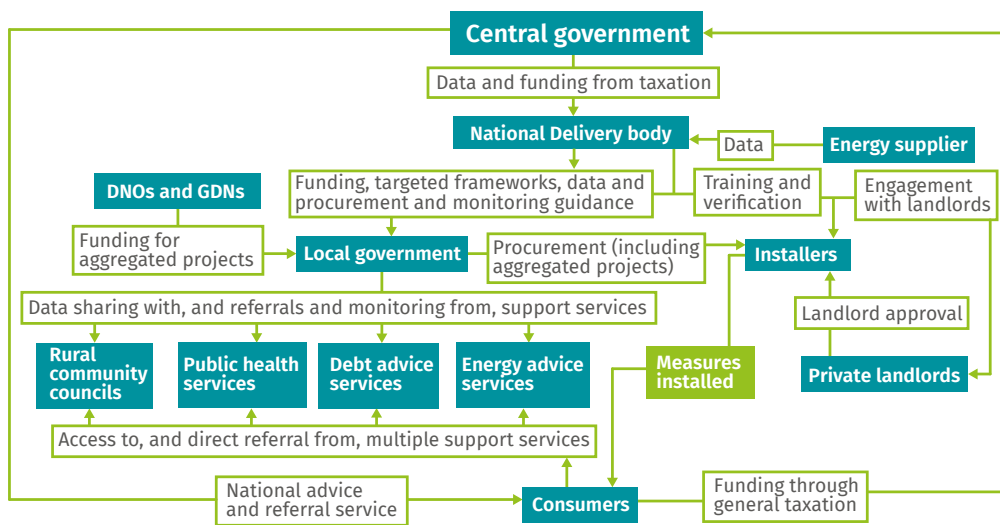 Central government
Data and funding from taxation
National Delivery body
Data
Energy supplier
DNOs and GDNs
Funding, targeted frameworks, data and
procurement and monitoring guidance
Training and
verification
Engagement
with landlords
Funding for
aggregated projects
Local government
Procurement (including
aggregated projects)
Installers
Data sharing with, and referrals and monitoring from, support services
Landlord approval
Rural
community
councils
Public health
services
Debt advice
services
Energy advice
services
Measures
installed
Private landlords
Access to, and direct referral from, multiple support services
National advice
and referral service
Consumers
Funding through
general taxation